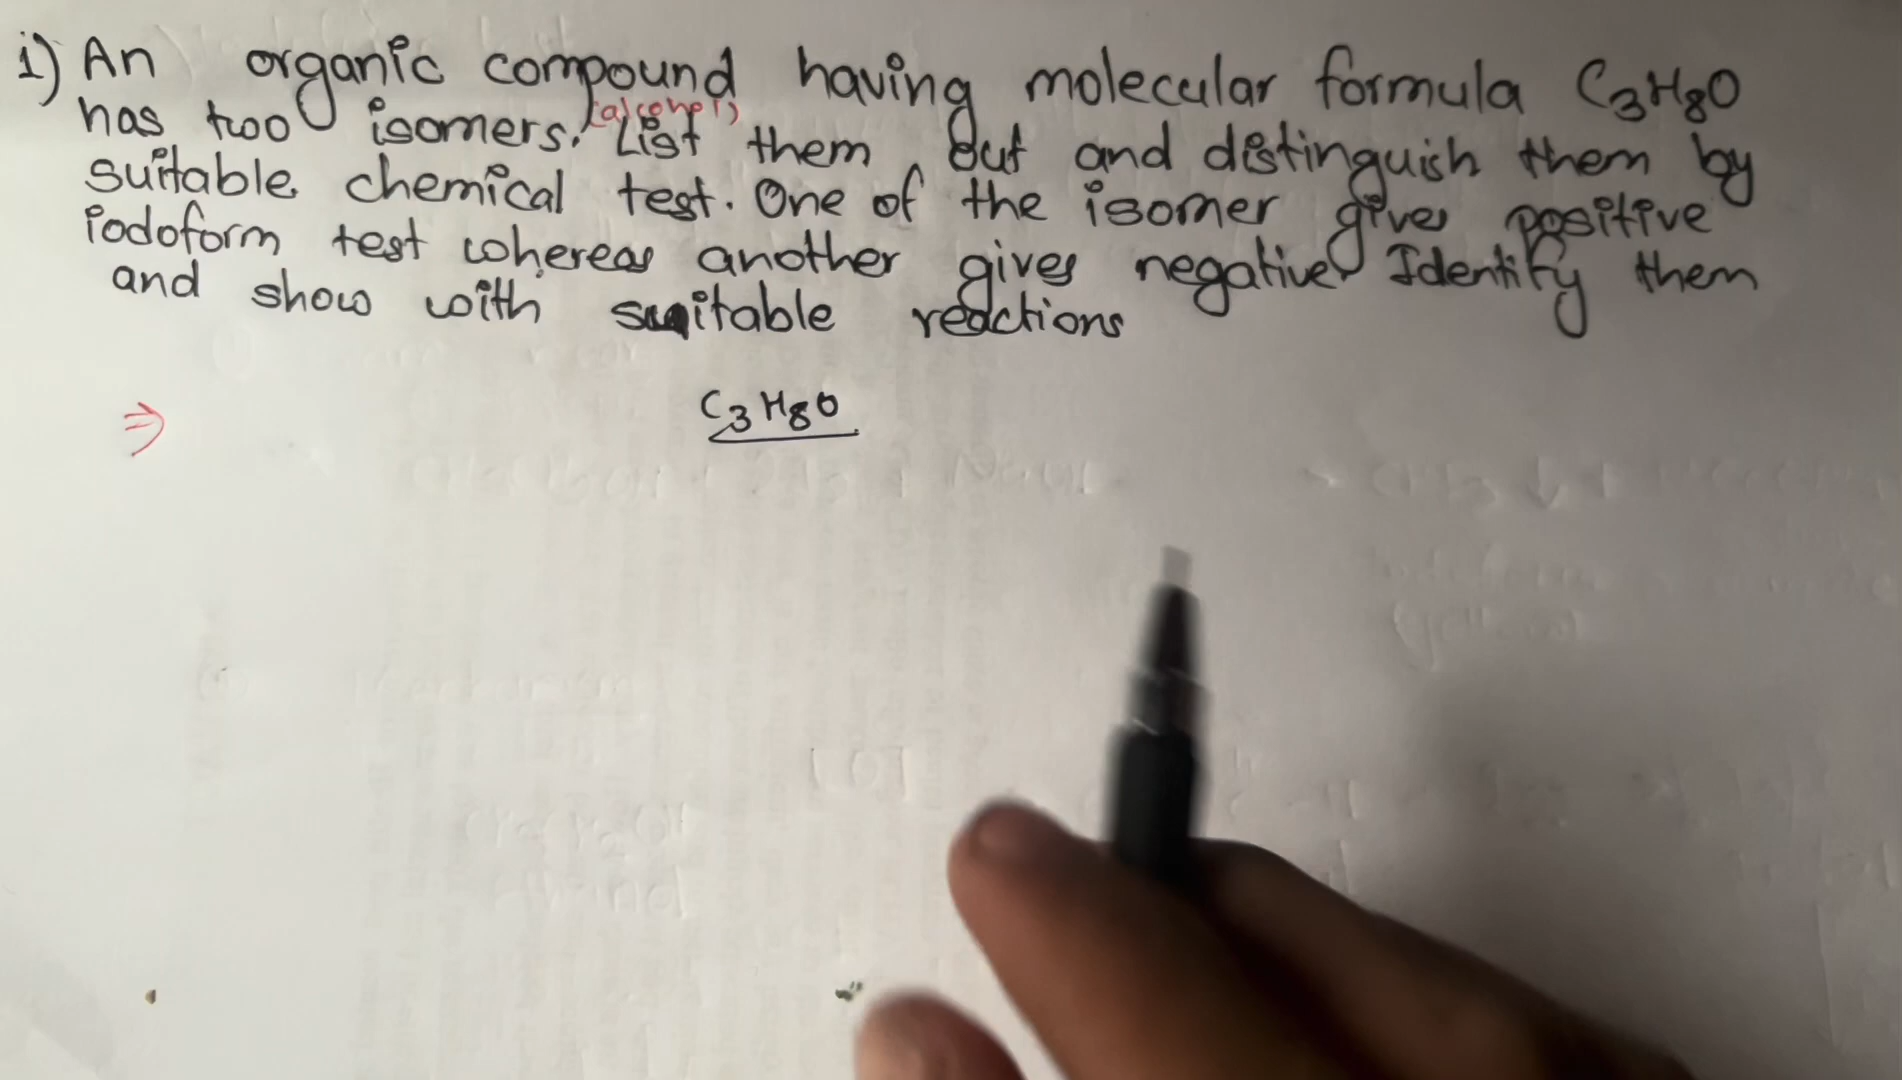 i) An organic compound having molecular formula C₃H₈O
has two isomers. (alcohol) List them out and distinguish them by
suitable chemical test. One of the isomer gives positive
iodoform test whereas another gives negative. Identify them
and show with suitable reactions
⇒ C₃H₈O